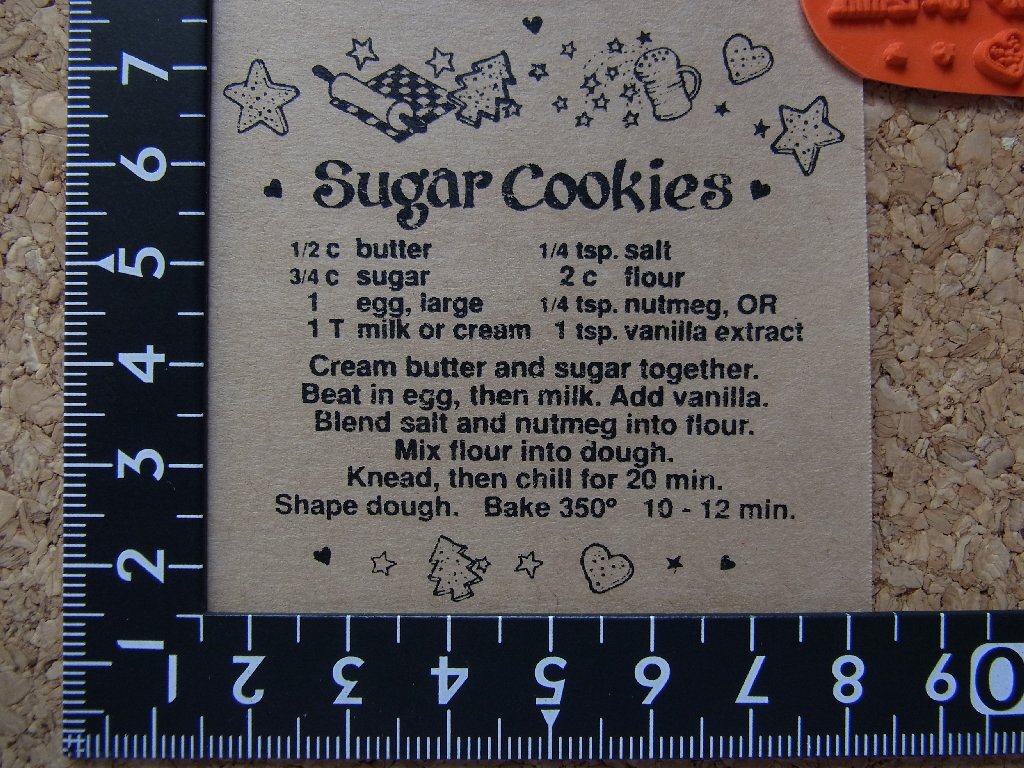 Sugar Cookies
1/2 c butter 1/4 tsp. salt
3/4 c sugar 2 c flour
1 egg, large 1/4 tsp. nutmeg, OR
1 T milk or cream 1 tsp. vanilla extract
Cream butter and sugar together.
Beat in egg, then milk. Add vanilla.
Blend salt and nutmeg into flour.
Mix flour into dough.
Knead, then chill for 20 min.
Shape dough. Bake 350° 10 - 12 min.
7
6
5
4
3
2
1
1 2 3 4 5 6 7 8 9 0